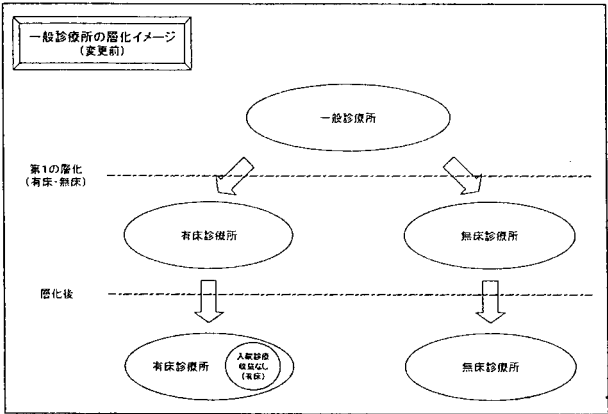 一般診療所の層化イメージ
(変更前)
一般診療所
第1の層化
(有床・無床)
有床診療所
無床診療所
層化後
有床診療所
入院診療
収益なし
(有床)
無床診療所